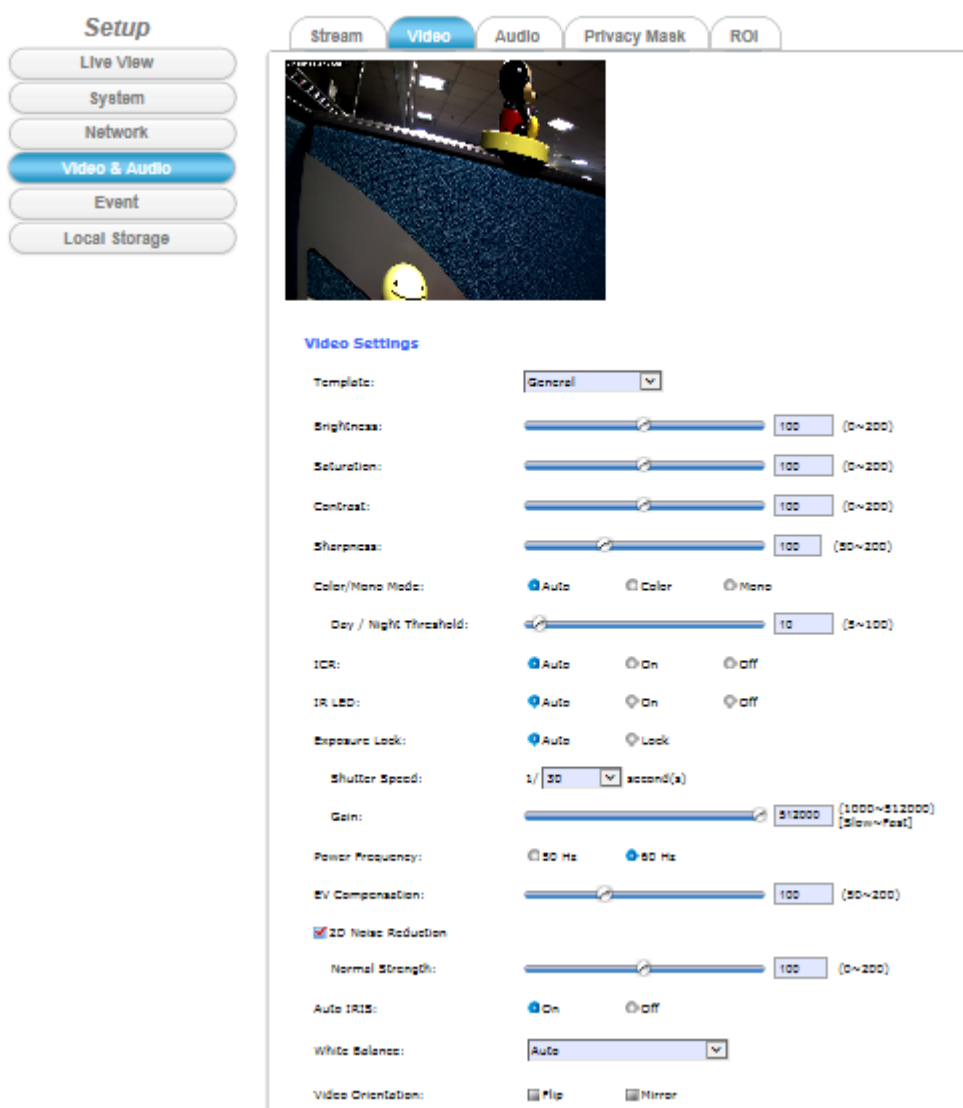 Setup
Live View
System
Network
Video & Audio
Event
Local Storage
Stream Video Audio Privacy Mask ROI
Video Settings
Template: General
Brightness: 100 (0~200)
Saturation: 100 (0~200)
Contrast: 100 (0~200)
Sharpness: 100 (50~200)
Color/Mono Mode: Auto Color Mono
Day / Night Threshold: 10 (5~100)
ICR: Auto On Off
IR LED: Auto On Off
Exposure Lock: Auto Lock
Shutter Speed: 1/ 30 second(s)
Gain: 512000 (1000~512000)
[Slow~Fast]
Power Frequency: 50 Hz 60 Hz
EV Compensation: 100 (50~200)
2D Noise Reduction
Normal Strength: 100 (0~200)
Auto IRIS: On Off
White Balance: Auto
Video Orientation: Flip Mirror